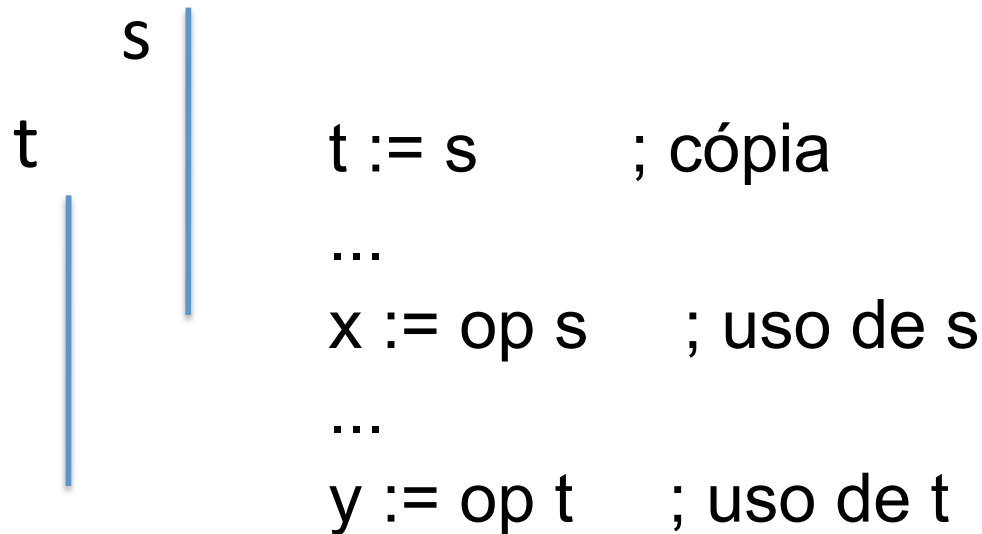 s
t
t := s ; cópia
...
x := op s ; uso de s
...
y := op t ; uso de t